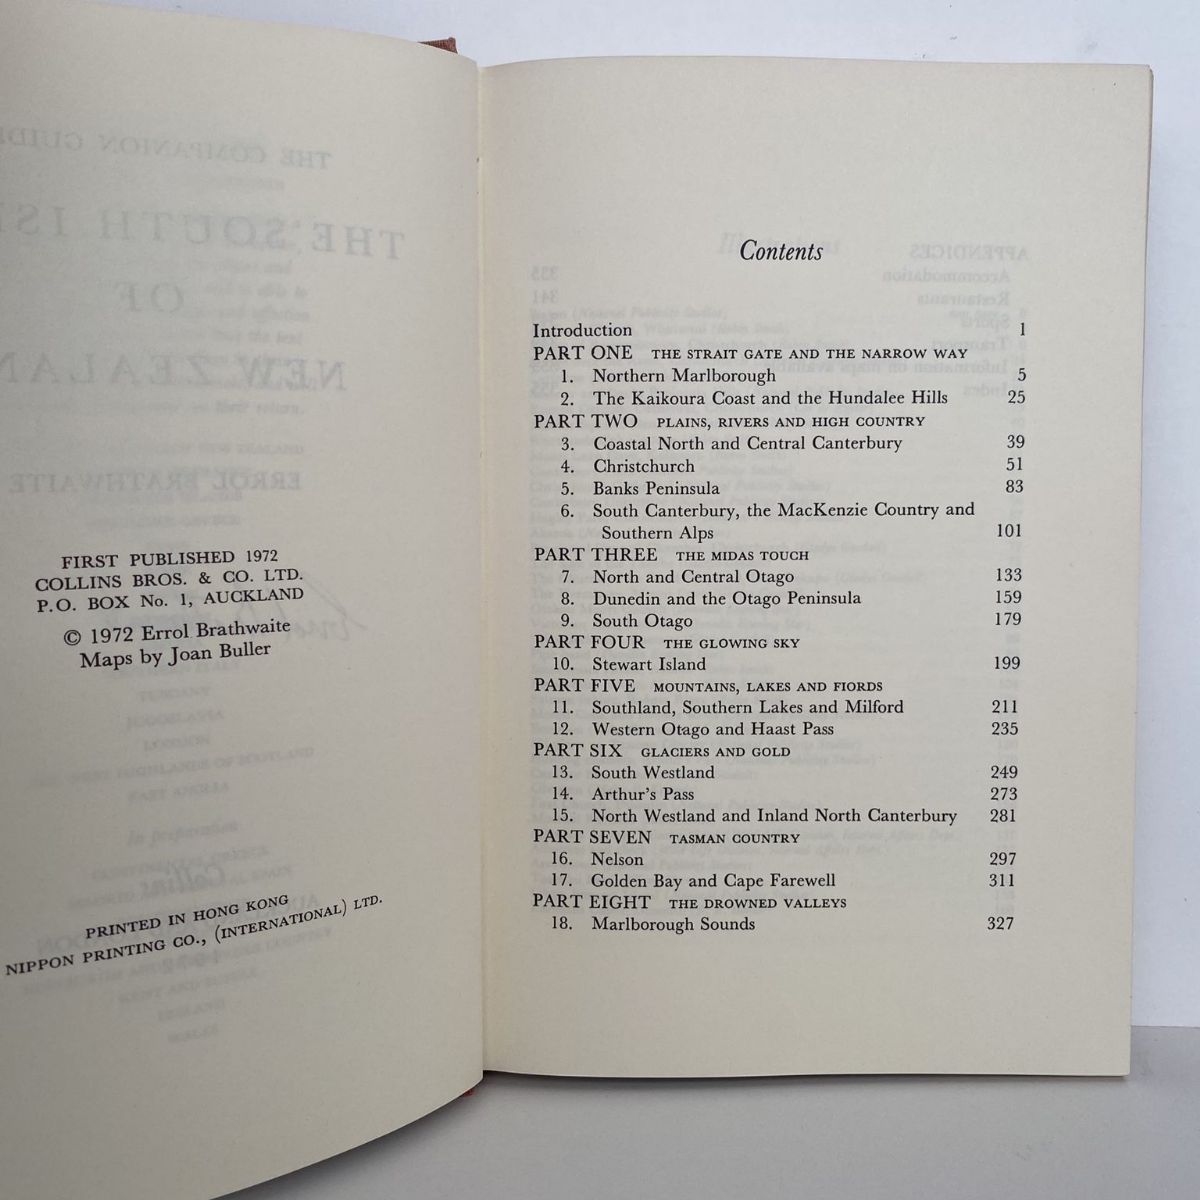 FIRST PUBLISHED 1972
COLLINS BROS. & CO. LTD.
P.O. BOX No. 1, AUCKLAND
© 1972 Errol Brathwaite
Maps by Joan Buller
PRINTED IN HONG KONG
NIPPON PRINTING CO., (INTERNATIONAL) LTD.
Contents
Introduction 1
PART ONE THE STRAIT GATE AND THE NARROW WAY
1. Northern Marlborough 5
2. The Kaikoura Coast and the Hundalee Hills 25
PART TWO PLAINS, RIVERS AND HIGH COUNTRY
3. Coastal North and Central Canterbury 39
4. Christchurch 51
5. Banks Peninsula 83
6. South Canterbury, the MacKenzie Country and
Southern Alps 101
PART THREE THE MIDAS TOUCH
7. North and Central Otago 133
8. Dunedin and the Otago Peninsula 159
9. South Otago 179
PART FOUR THE GLOWING SKY
10. Stewart Island 199
PART FIVE MOUNTAINS, LAKES AND FIORDS
11. Southland, Southern Lakes and Milford 211
12. Western Otago and Haast Pass 235
PART SIX GLACIERS AND GOLD
13. South Westland 249
14. Arthur's Pass 273
15. North Westland and Inland North Canterbury 281
PART SEVEN TASMAN COUNTRY
16. Nelson 297
17. Golden Bay and Cape Farewell 311
PART EIGHT THE DROWNED VALLEYS
18. Marlborough Sounds 327